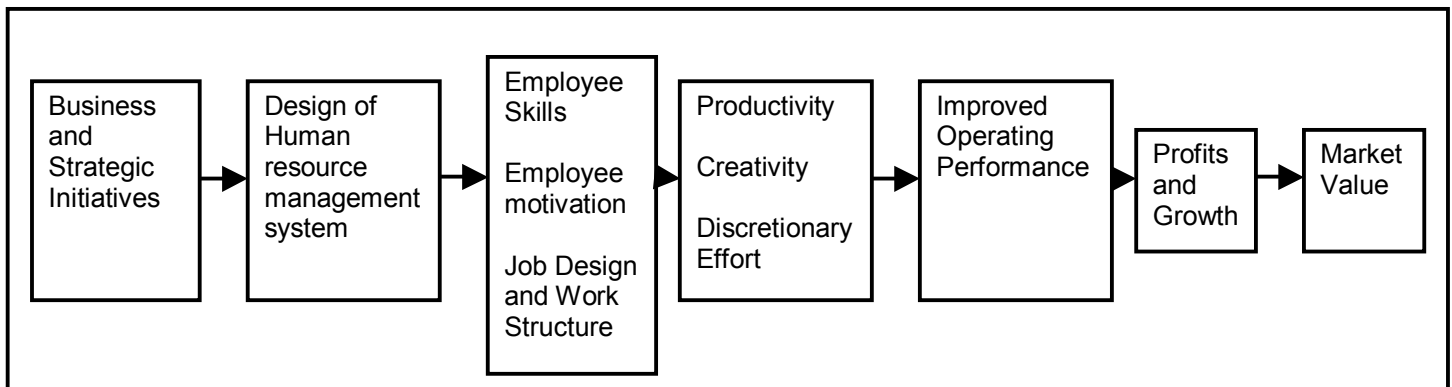 Business
and
Strategic
Initiatives
Design of
Human
resource
management
system
Employee
Skills
Employee
motivation
Job Design
and Work
Structure
Productivity
Creativity
Discretionary
Effort
Improved
Operating
Performance
Profits
and
Growth
Market
Value